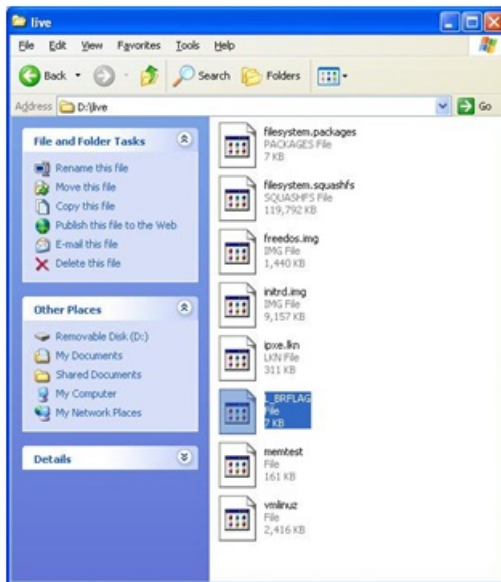 live
File Edit View Favorites Tools Help
Back Search Folders
Address D:\live Go
File and Folder Tasks
Rename this file
Move this file
Copy this file
Publish this file to the Web
E-mail this file
Delete this file
Other Places
Removable Disk (D:)
My Documents
Shared Documents
My Computer
My Network Places
Details
filesystem.packages
PACKAGES File
7 KB
filesystem.squashfs
SQUASHFS File
119,792 KB
freedos.img
IMG File
1,440 KB
initrd.img
IMG File
9,157 KB
ipxe.lkn
LKN File
311 KB
L_BRFLAG
File
7 KB
memtest
File
161 KB
vmlinuz
File
2,416 KB